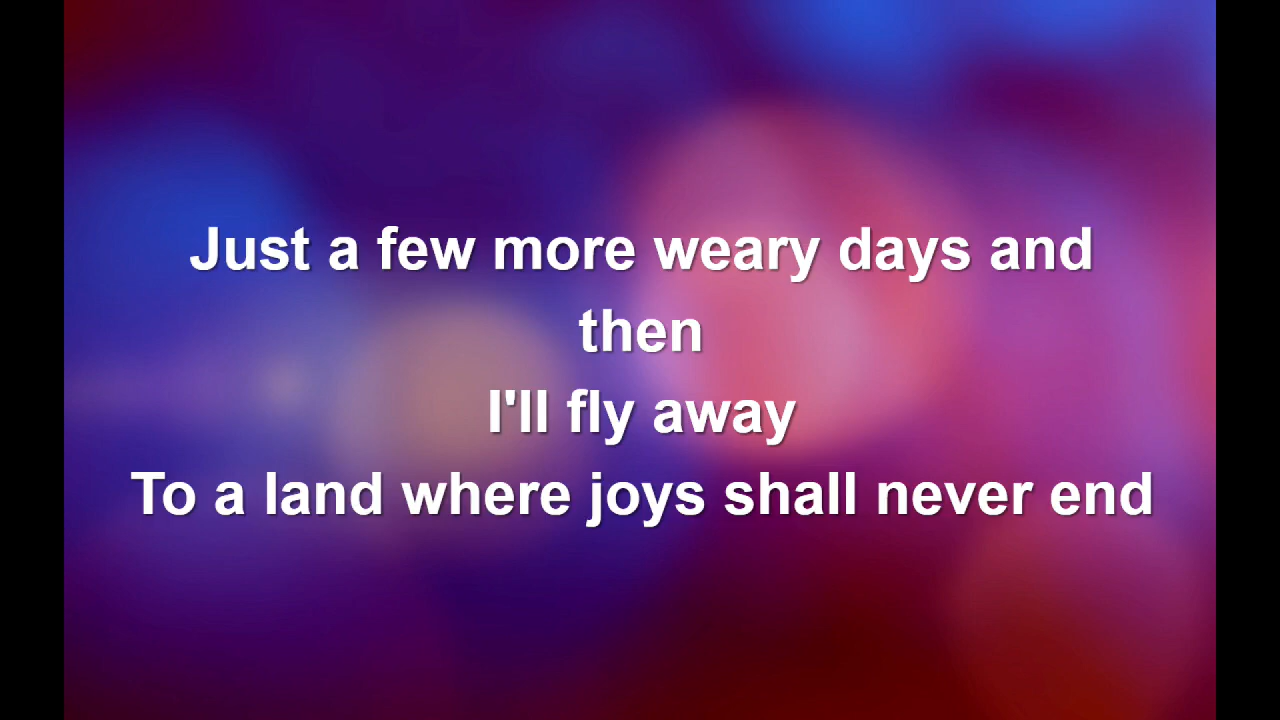 Just a few more weary days and
then
I'll fly away
To a land where joys shall never end